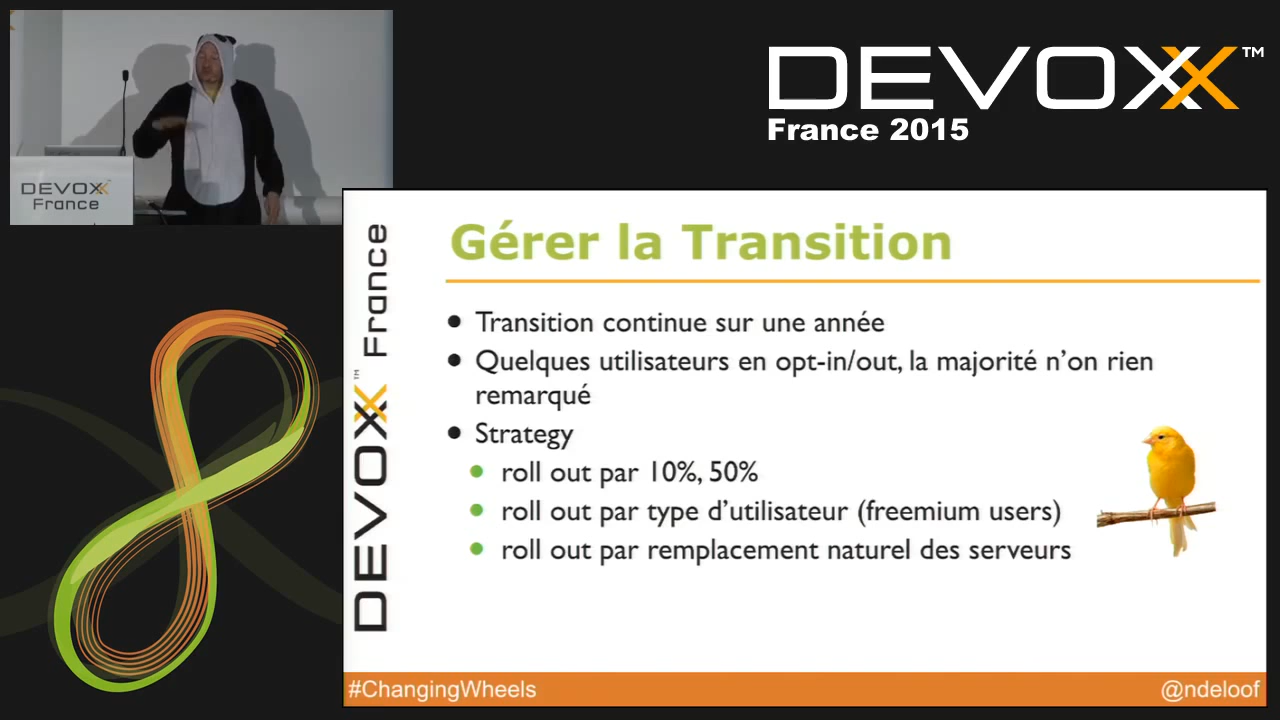 DEVOXX™
France 2015
DEVOXX
France
DEVOXX™ France
Gérer la Transition
• Transition continue sur une année
• Quelques utilisateurs en opt-in/out, la majorité n'on rien
remarqué
• Strategy
• roll out par 10%, 50%
• roll out par type d'utilisateur (freemium users)
• roll out par remplacement naturel des serveurs
#ChangingWheels
@ndeloof